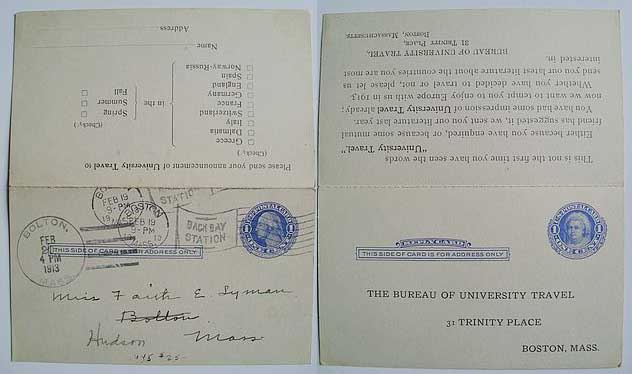 Please send your announcement of University Travel to
(Check,)
Greece
Dalmatia
Italy
Switzerland
France
Germany
England
Spain
Norway-Russia
in the
(Check,)
Spring
Summer
Fall
Name
Address
BOSTON
FEB 19
9-PM
BACK BAY
STATION
BOLTON,
FEB
4 PM
1913
MASS.
THIS SIDE OF CARD IS FOR ADDRESS ONLY
Miss Faith E. Lyman
Bolton
Hudson Mass
This is not the first time you have seen the words
"University Travel."
Either because you have enquired, or because some mutual
friend has suggested it, we sent you our literature last year.
You have had some impression of University Travel already;
now we want to tempt you to enjoy Europe with us in 1913.
Whether you have decided to travel or not, please let us
send you our latest literature about the countries you are most
interested in.
BUREAU OF UNIVERSITY TRAVEL,
31 TRINITY PLACE,
BOSTON, MASSACHUSETTS.
REPLY CARD
THIS SIDE OF CARD IS FOR ADDRESS ONLY
THE BUREAU OF UNIVERSITY TRAVEL
31 TRINITY PLACE
BOSTON, MASS.